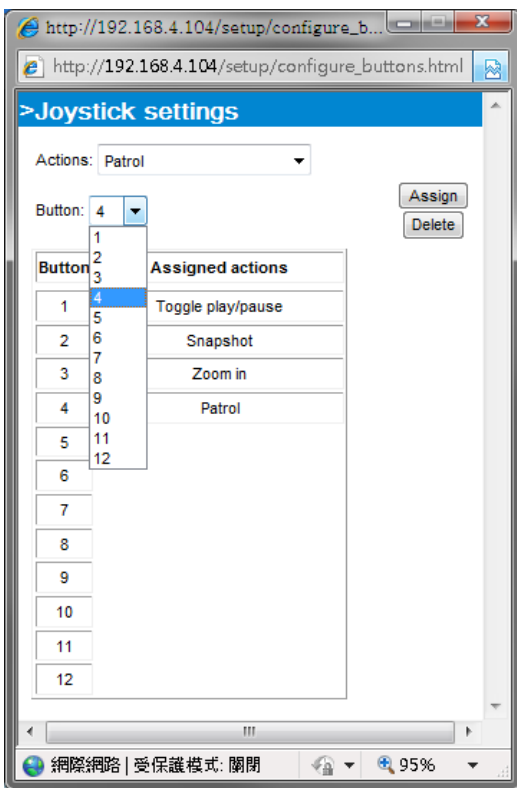 http://192.168.4.104/setup/configure_b...
http://192.168.4.104/setup/configure_buttons.html
>Joystick settings
Actions: Patrol
Assign
Button: 4
Delete
1
2
3
4
5
6
7
8
9
10
11
12
Button Assigned actions
1 Toggle play/pause
2 Snapshot
3 Zoom in
4 Patrol
5
6
7
8
9
10
11
12
網際網路 | 受保護模式: 關閉 95%